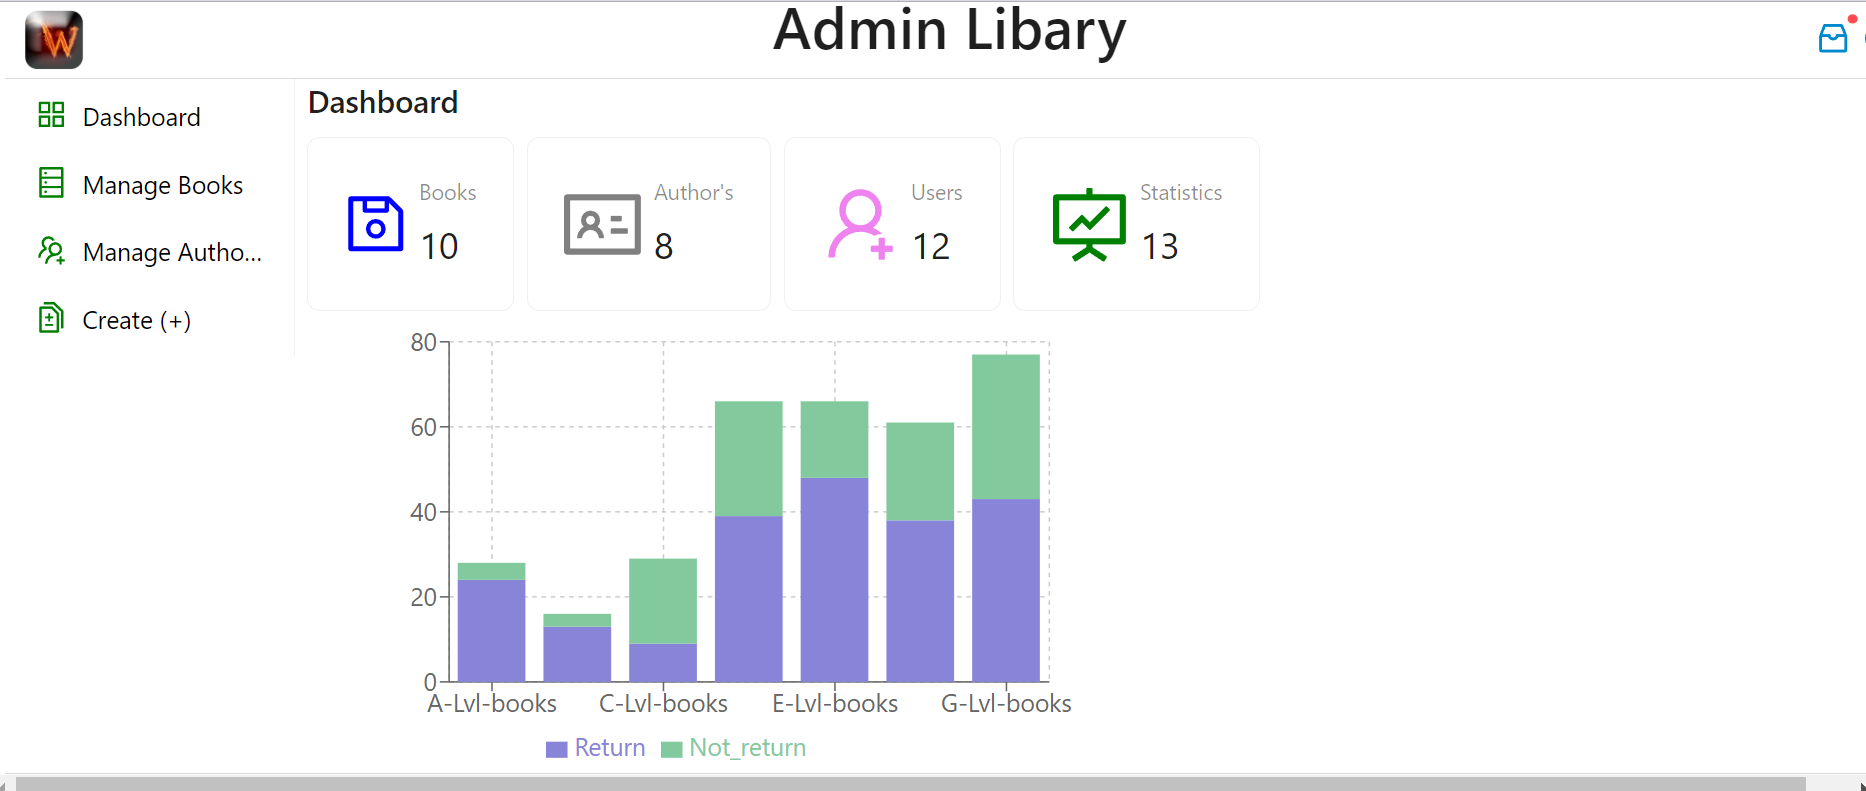 W
Admin Libary
Dashboard
Manage Books
Manage Autho...
Create (+)
Dashboard
Books
10
Author's
8
Users
12
Statistics
13
80
60
40
20
0
A-Lvl-books C-Lvl-books E-Lvl-books G-Lvl-books
Return Not_return